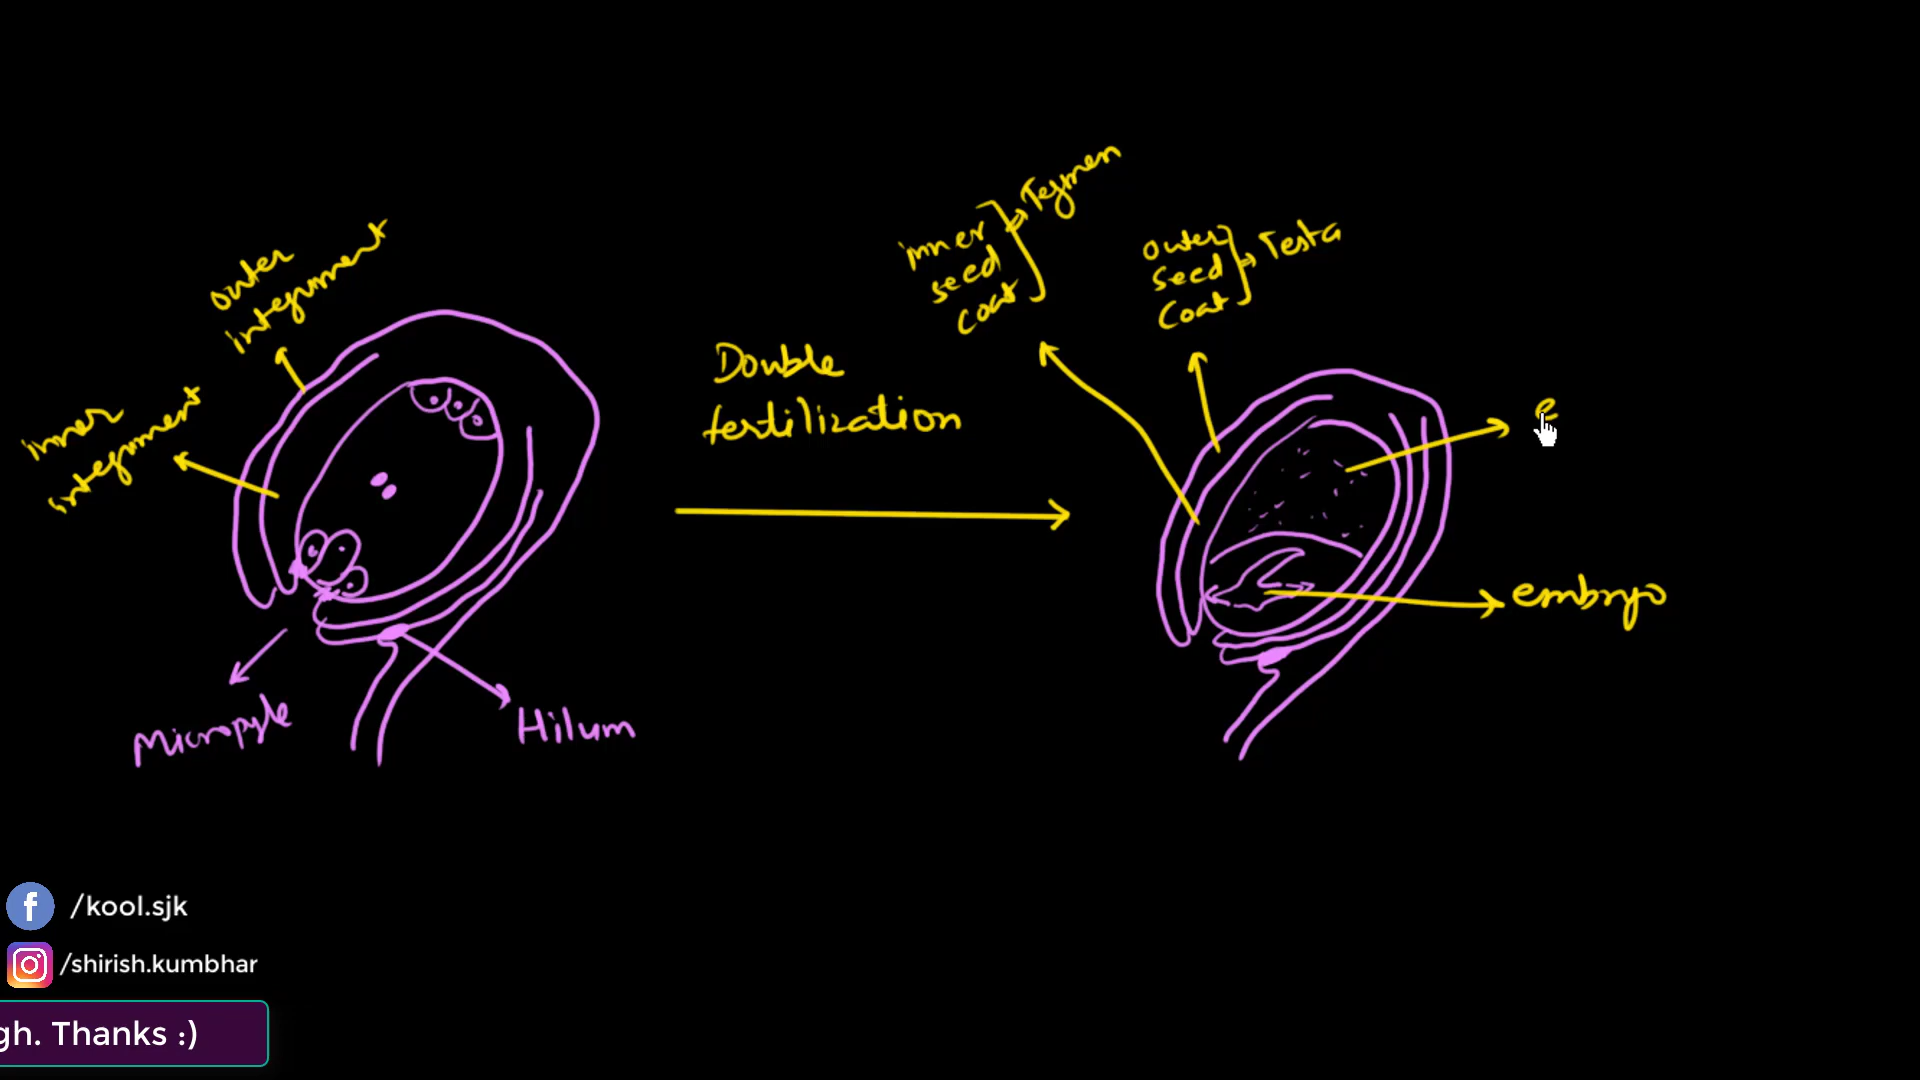 outer
integument
inner
integument
Micropyle
Hilum
Double
fertilization
inner
seed
coat
Tegmen
outer
seed
coat
Testa
e
embryo
/kool.sjk
/shirish.kumbhar
gh. Thanks :)